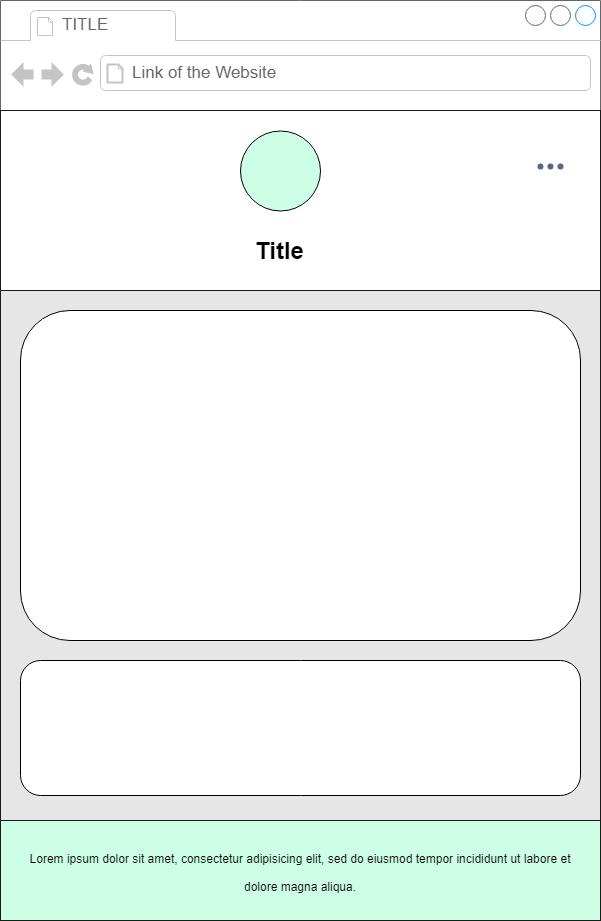 TITLE
Link of the Website
Title
Lorem ipsum dolor sit amet, consectetur adipisicing elit, sed do eiusmod tempor incididunt ut labore et
dolore magna aliqua.